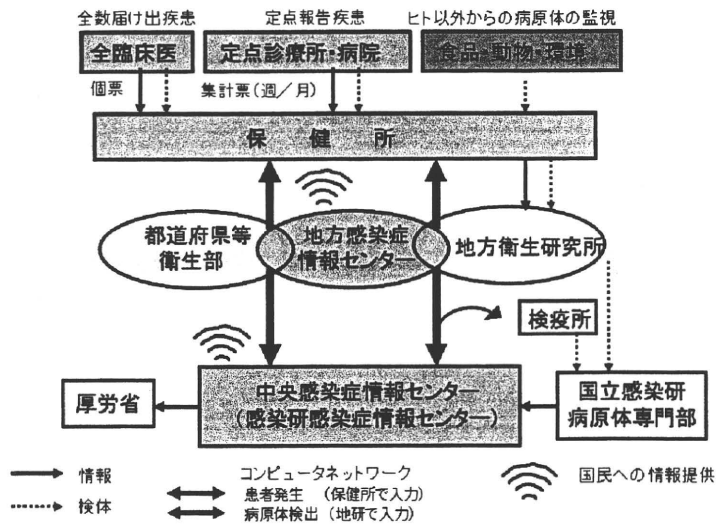 全数届け出疾患
定点報告疾患
ヒト以外からの病原体の監視
全臨床医
定点診療所・病院
食品・動物・環境
個票
集計票(週/月)
保健所
都道府県等
衛生部
地方感染症
情報センター
地方衛生研究所
検疫所
厚労省
中央感染症情報センター
(感染研感染症情報センター)
国立感染研
病原体専門部
情報
検体
コンピュータネットワーク
患者発生 (保健所で入力)
病原体検出 (地研で入力)
国民への情報提供